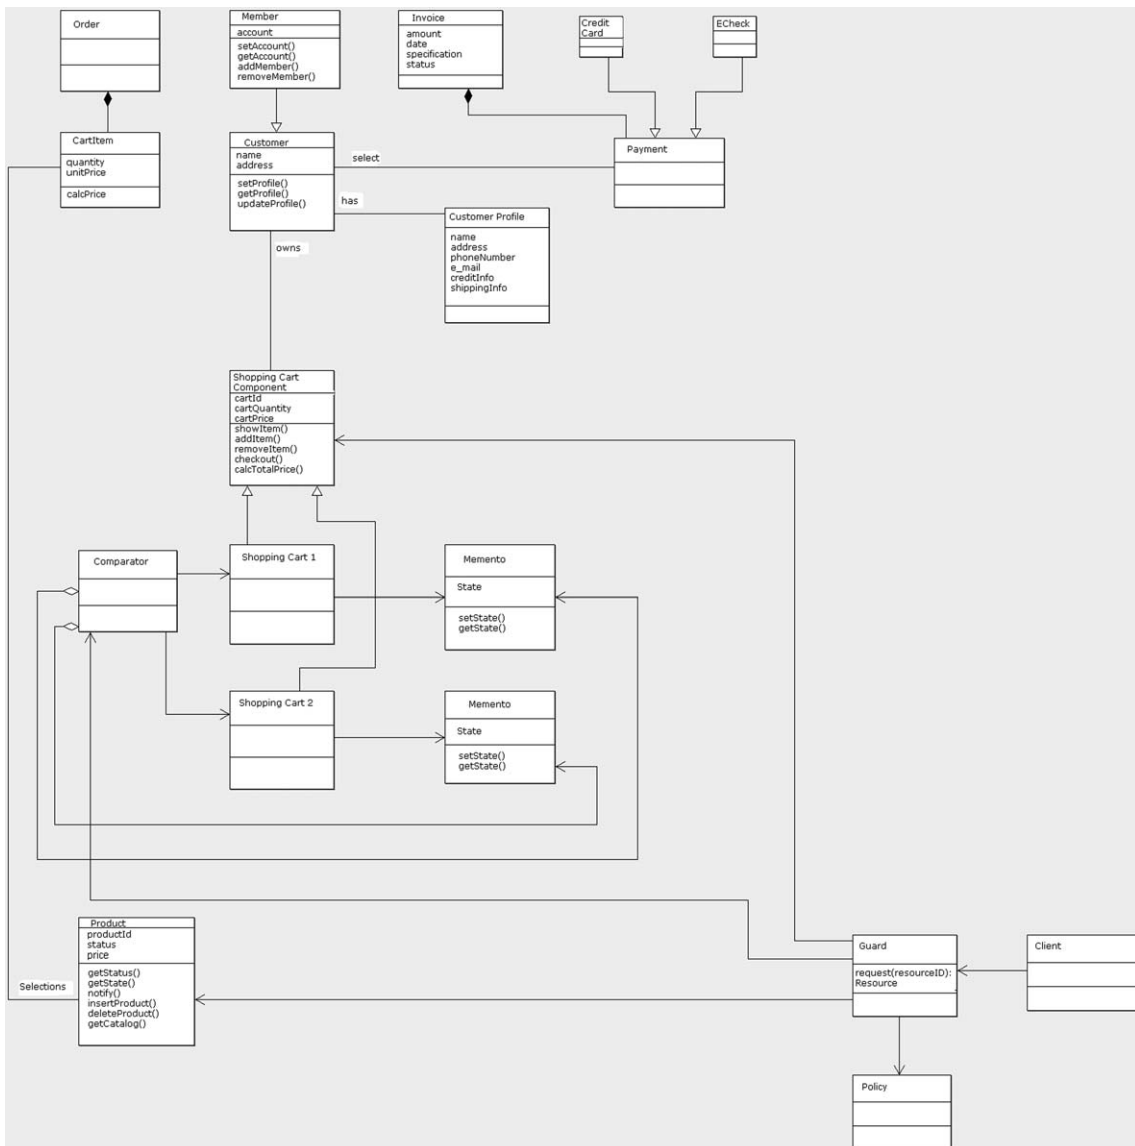 Order
Member
account
setAccount()
getAccount()
addMember()
removeMember()
Invoice
amount
date
specification
status
Credit
Card
ECheck
CartItem
quantity
unitPrice
calcPrice
Customer
name
address
setProfile()
getProfile()
updateProfile()
select
Payment
has
Customer Profile
name
address
phoneNumber
e_mail
creditInfo
shippingInfo
owns
Shopping Cart
Component
cartId
cartQuantity
cartPrice
showItem()
addItem()
removeItem()
checkout()
calcTotalPrice()
Comparator
Shopping Cart 1
Memento
State
setState()
getState()
Shopping Cart 2
Memento
State
setState()
getState()
Product
productId
status
price
getStatus()
getState()
notify()
insertProduct()
deleteProduct()
getCatalog()
Selections
Guard
request(resourceID):
Resource
Client
Policy